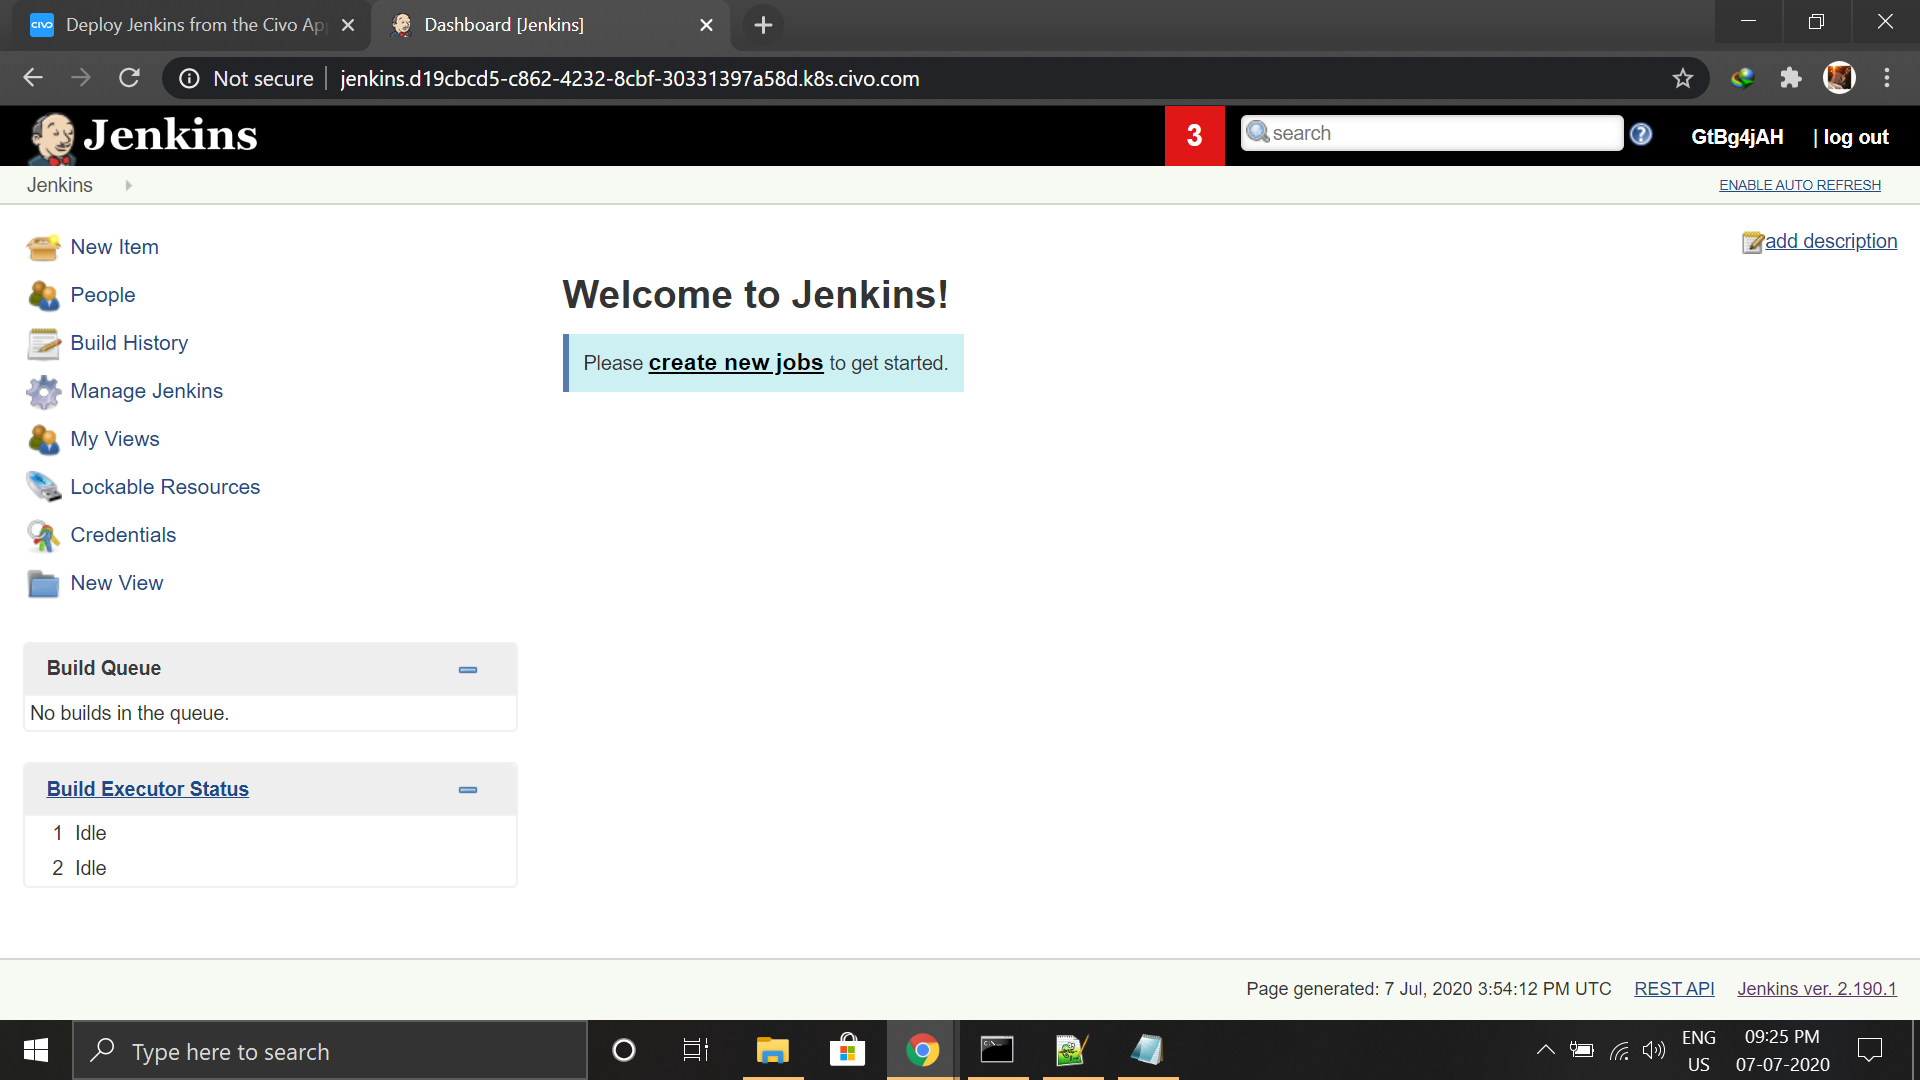 CIVO Deploy Jenkins from the Civo Ap
Dashboard [Jenkins]
Not secure | jenkins.d19cbcd5-c862-4232-8cbf-30331397a58d.k8s.civo.com
Jenkins
3
search
GtBg4jAH
| log out
Jenkins
ENABLE AUTO REFRESH
New Item
People
Build History
Manage Jenkins
My Views
Lockable Resources
Credentials
New View
add description
Welcome to Jenkins!
Please create new jobs to get started.
Build Queue
No builds in the queue.
Build Executor Status
1 Idle
2 Idle
Page generated: 7 Jul, 2020 3:54:12 PM UTC
REST API
Jenkins ver. 2.190.1
Type here to search
ENG
US
09:25 PM
07-07-2020